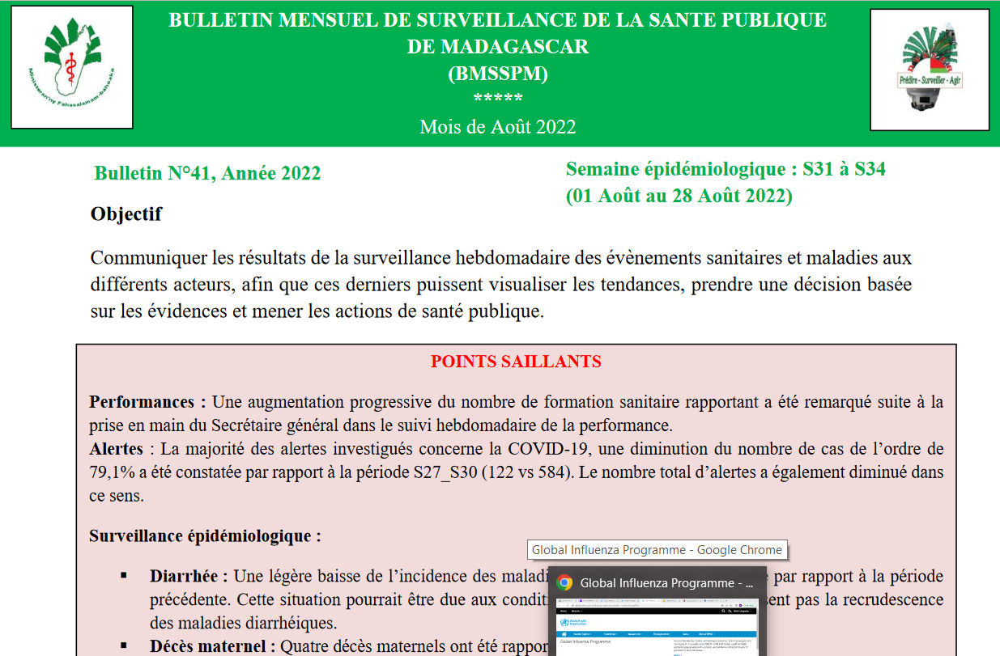 BULLETIN MENSUEL DE SURVEILLANCE DE LA SANTE PUBLIQUE
DE MADAGASCAR
(BMSSPM)
*****
Mois de Août 2022
Ministeran'ny Fahasalamam-bahoaka
Prédire - Surveiller - Agir
Bulletin N°41, Année 2022
Semaine épidémiologique : S31 à S34
(01 Août au 28 Août 2022)
Objectif
Communiquer les résultats de la surveillance hebdomadaire des évènements sanitaires et maladies aux
différents acteurs, afin que ces derniers puissent visualiser les tendances, prendre une décision basée
sur les évidences et mener les actions de santé publique.
POINTS SAILLANTS
Performances : Une augmentation progressive du nombre de formation sanitaire rapportant a été remarqué suite à la
prise en main du Secrétaire général dans le suivi hebdomadaire de la performance.
Alertes : La majorité des alertes investigués concerne la COVID-19, une diminution du nombre de cas de l'ordre de
79,1% a été constatée par rapport à la période S27_S30 (122 vs 584). Le nombre total d'alertes a également diminué dans
ce sens.
Surveillance épidémiologique :
Global Influenza Programme - Google Chrome
Global Influenza Programme - ...
Global Influenza Programme
▪ Diarrhée : Une légère baisse de l'incidence des maladi par rapport à la période
précédente. Cette situation pourrait être due aux condit sent pas la recrudescence
des maladies diarrhéiques.
▪ Décès maternel : Quatre décès maternels ont été rappor